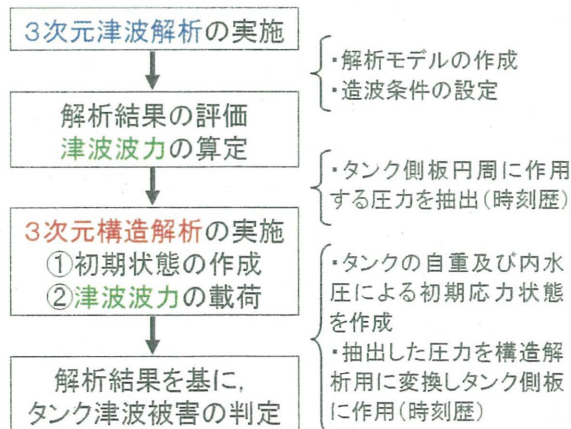 3次元津波解析の実施
・解析モデルの作成
・造波条件の設定
解析結果の評価
津波波力の算定
・タンク側板円周に作用
する圧力を抽出(時刻歴)
3次元構造解析の実施
①初期状態の作成
②津波波力の載荷
・タンクの自重及び内水
圧による初期応力状態
を作成
・抽出した圧力を構造解
析用に変換しタンク側板
に作用(時刻歴)
解析結果を基に,
タンク津波被害の判定